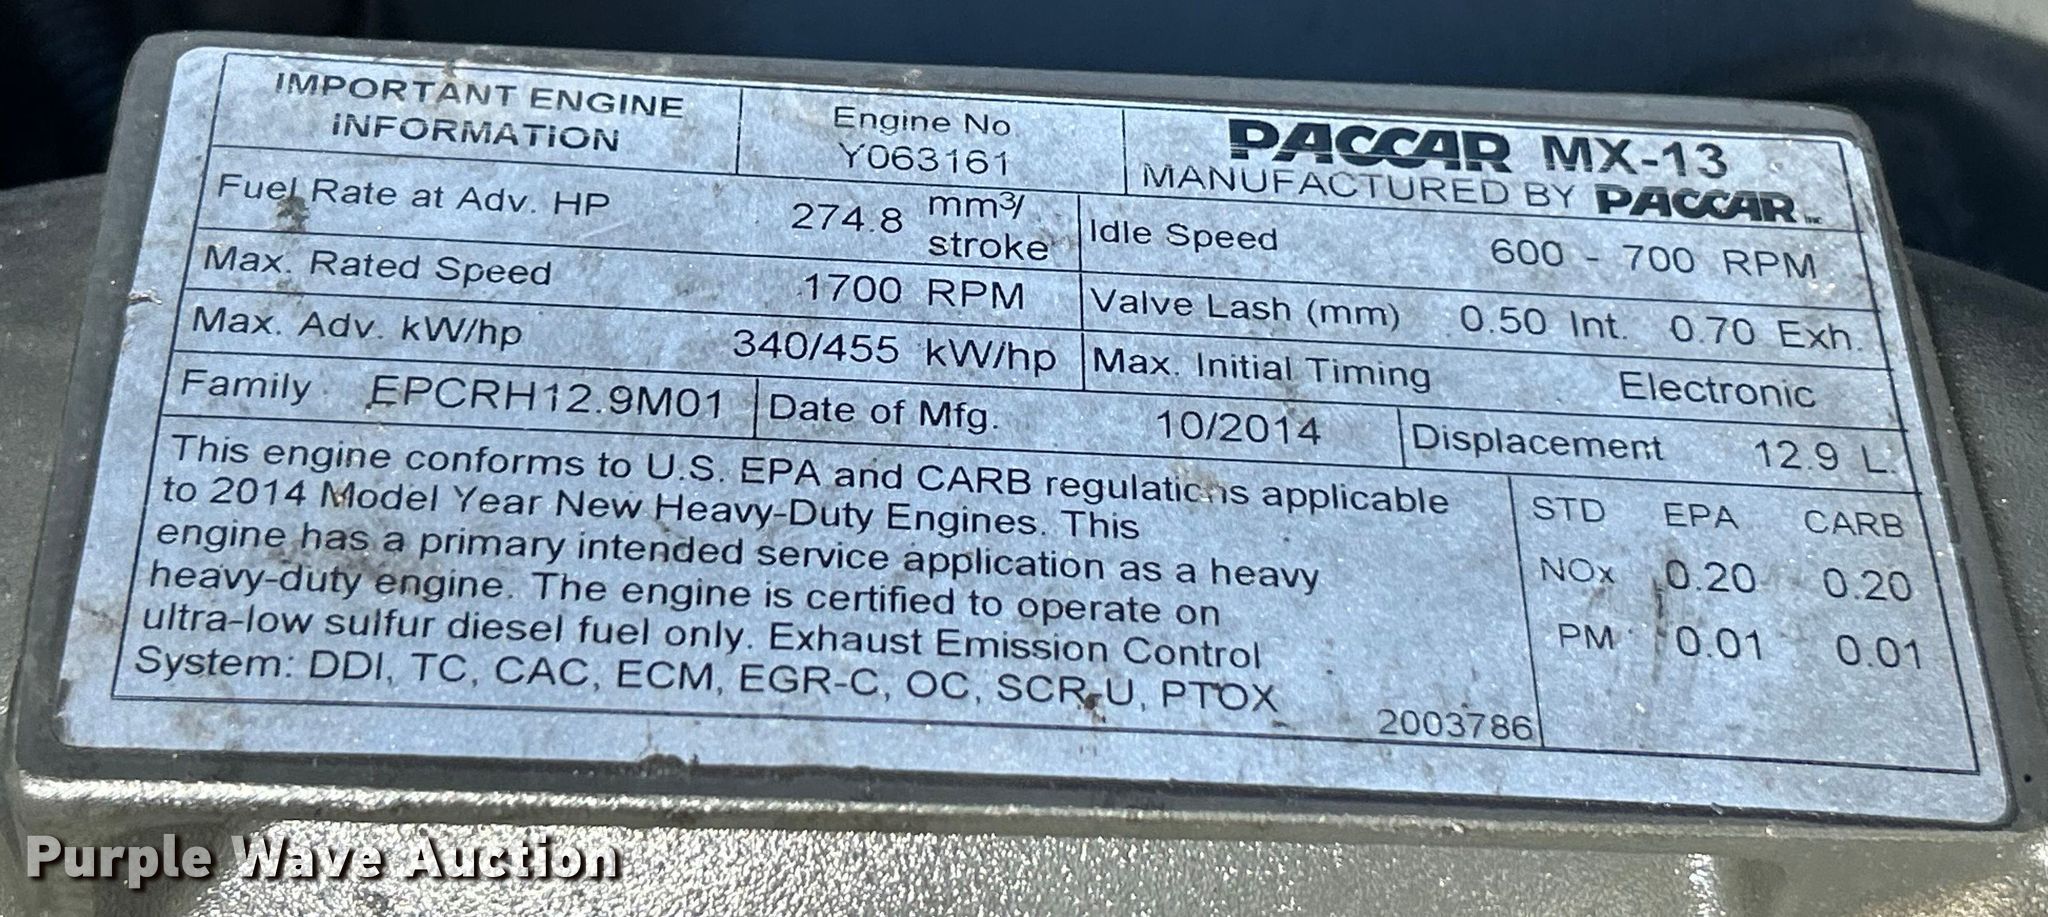 IMPORTANT ENGINE
INFORMATION
Engine No
Y063161
PACCAR MX-13
MANUFACTURED BY PACCAR INC
Fuel Rate at Adv. HP 274.8 mm³/
stroke
Idle Speed 600 - 700 RPM
Max. Rated Speed 1700 RPM
Valve Lash (mm) 0.50 Int. 0.70 Exh.
Max. Adv. kW/hp 340/455 kW/hp
Max. Initial Timing Electronic
Family EPCRH12.9M01
Date of Mfg. 10/2014
Displacement 12.9 L.
This engine conforms to U.S. EPA and CARB regulations applicable
to 2014 Model Year New Heavy-Duty Engines. This
engine has a primary intended service application as a heavy
heavy-duty engine. The engine is certified to operate on
ultra-low sulfur diesel fuel only. Exhaust Emission Control
System: DDI, TC, CAC, ECM, EGR-C, OC, SCR-U, PTOX
2003786
STD EPA CARB
NOx 0.20 0.20
PM 0.01 0.01
Purple Wave Auction